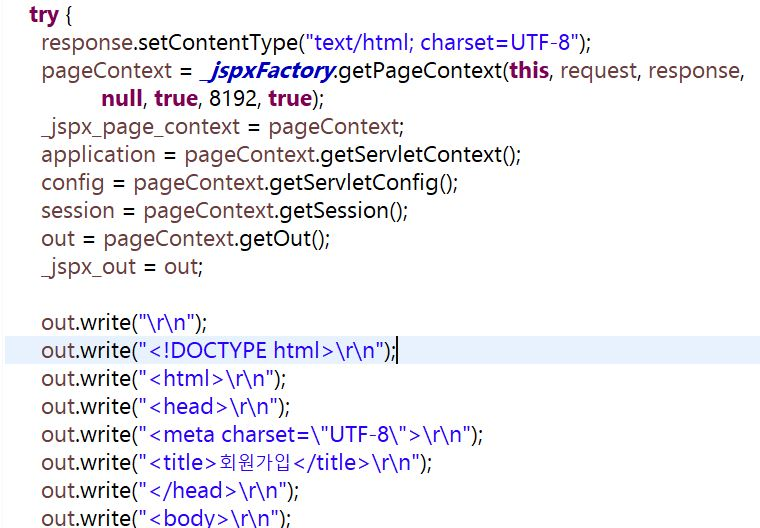 try {
response.setContentType("text/html; charset=UTF-8");
pageContext = _jspxFactory.getPageContext(this, request, response,
null, true, 8192, true);
_jspx_page_context = pageContext;
application = pageContext.getServletContext();
config = pageContext.getServletConfig();
session = pageContext.getSession();
out = pageContext.getOut();
_jspx_out = out;
out.write("\r\n");
out.write("<!DOCTYPE html>\r\n");
out.write("<html>\r\n");
out.write("<head>\r\n");
out.write("<meta charset=\"UTF-8\">\r\n");
out.write("<title>회원가입</title>\r\n");
out.write("</head>\r\n");
out.write("<body>\r\n");